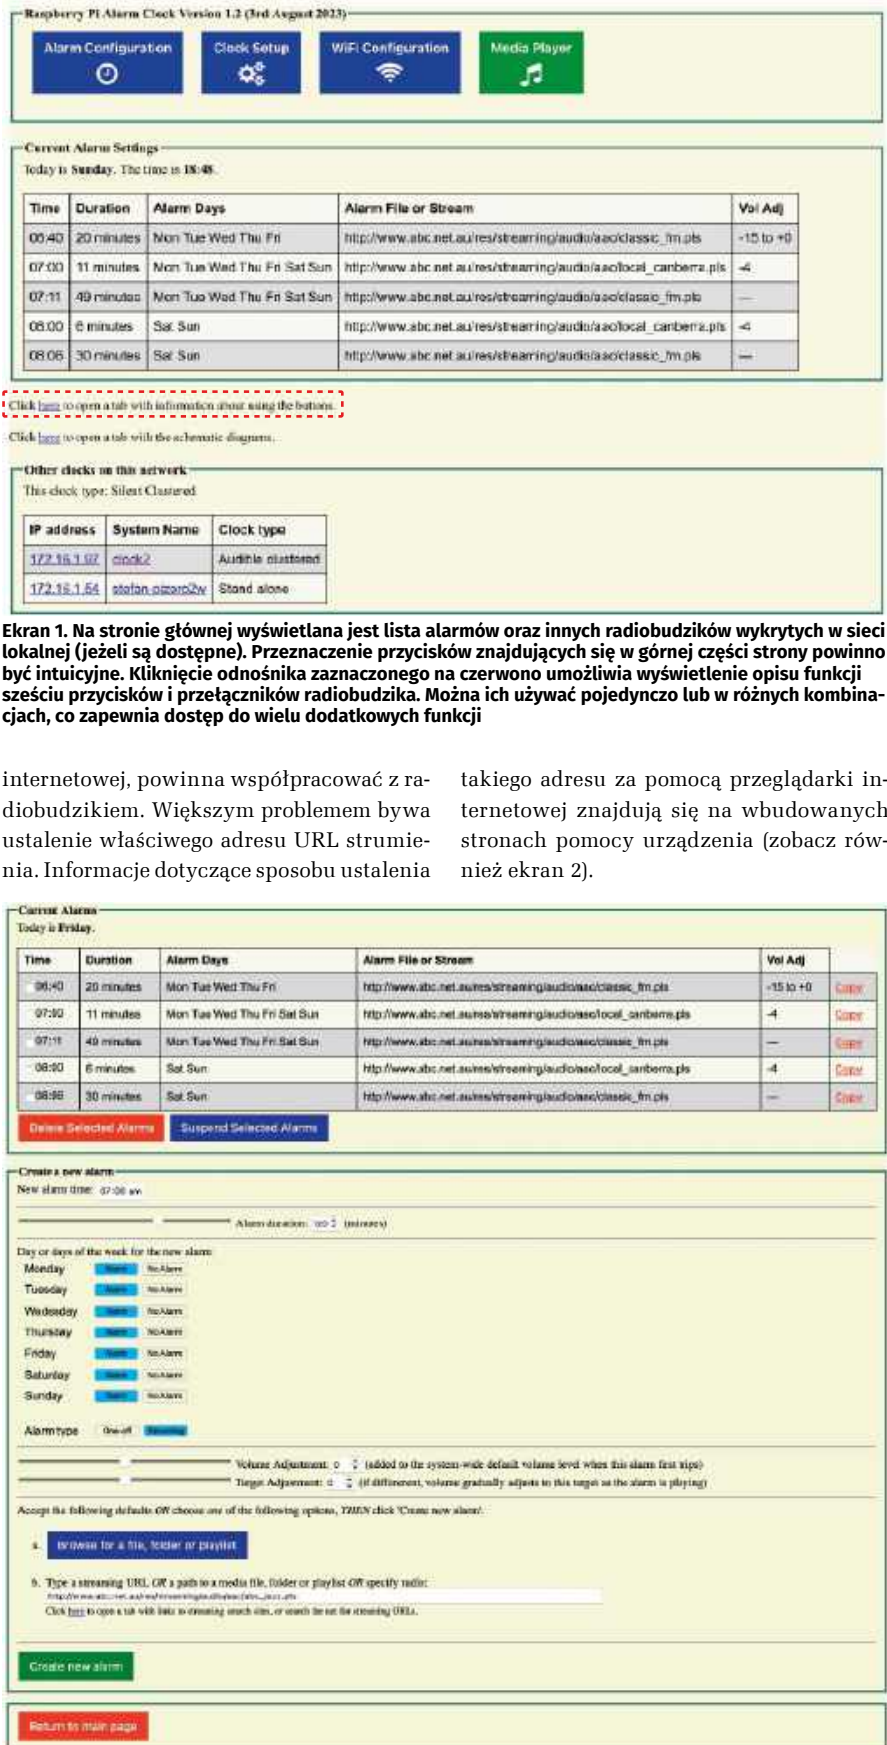 Raspberry Pi Alarm Clock Version 1.2 (3rd August 2023)
Alarm Configuration
Clock Setup
WiFi Configuration
Media Player
Current Alarm Settings
Today is Sunday. The time is 18:48.
Time Duration Alarm Days Alarm File or Stream Vol Adj
06:40 20 minutes Mon Tue Wed Thu Fri http://www.abc.net.au/res/streaming/audio/aac/classic_fm.pls -15 to +0
07:00 11 minutes Mon Tue Wed Thu Fri Sat Sun http://www.abc.net.au/res/streaming/audio/aac/local_canberra.pls -4
07:11 49 minutes Mon Tue Wed Thu Fri Sat Sun http://www.abc.net.au/res/streaming/audio/aac/classic_fm.pls ---
08:00 6 minutes Sat Sun http://www.abc.net.au/res/streaming/audio/aac/local_canberra.pls -4
08:06 30 minutes Sat Sun http://www.abc.net.au/res/streaming/audio/aac/classic_fm.pls ---
Click here to open a tab with information about using the buttons.
Click here to open a tab with the schematic diagrams.
Other clocks on this network
This clock type: Silent Clustered
IP address System Name Clock type
172.16.1.97 clock2 Audible clustered
172.16.1.54 stefan-pizero2w Stand alone
Ekran 1. Na stronie głównej wyświetlana jest lista alarmów oraz innych radiobudzików wykrytych w sieci
lokalnej (jeżeli są dostępne). Przeznaczenie przycisków znajdujących się w górnej części strony powinno
być intuicyjne. Kliknięcie odnośnika zaznaczonego na czerwono umożliwia wyświetlenie opisu funkcji
sześciu przycisków i przełączników radiobudzika. Można ich używać pojedynczo lub w różnych kombina-
cjach, co zapewnia dostęp do wielu dodatkowych funkcji
internetowej, powinna współpracować z ra-
diobudzikiem. Większym problemem bywa
ustalenie właściwego adresu URL strumie-
nia. Informacje dotyczące sposobu ustalenia
takiego adresu za pomocą przeglądarki in-
ternetowej znajdują się na wbudowanych
stronach pomocy urządzenia (zobacz rów-
nież ekran 2).
Current Alarms
Today is Friday.
Time Duration Alarm Days Alarm File or Stream Vol Adj
06:40 20 minutes Mon Tue Wed Thu Fri http://www.abc.net.au/res/streaming/audio/aac/classic_fm.pls -15 to +0 Copy
07:00 11 minutes Mon Tue Wed Thu Fri Sat Sun http://www.abc.net.au/res/streaming/audio/aac/local_canberra.pls -4 Copy
07:11 49 minutes Mon Tue Wed Thu Fri Sat Sun http://www.abc.net.au/res/streaming/audio/aac/classic_fm.pls --- Copy
08:00 6 minutes Sat Sun http://www.abc.net.au/res/streaming/audio/aac/local_canberra.pls -4 Copy
08:06 30 minutes Sat Sun http://www.abc.net.au/res/streaming/audio/aac/classic_fm.pls --- Copy
Delete Selected Alarms Suspend Selected Alarms
Create a new alarm
New alarm time: 07:00 am
Alarm duration: (minutes)
Day or days of the week for the new alarm:
Monday Alarm No Alarm
Tuesday Alarm No Alarm
Wednesday Alarm No Alarm
Thursday Alarm No Alarm
Friday Alarm No Alarm
Saturday Alarm No Alarm
Sunday Alarm No Alarm
Alarm type One-off Recurring
Volume Adjustment: 0 (added to the system-wide default volume level when this alarm first trips)
Target Adjustment: 0 (if different, volume gradually adjusts to this target as the alarm is playing)
Accept the following defaults OR choose one of the following options, THEN click 'Create new alarm'.
a. Browse for a file, folder or playlist
b. Type a streaming URL OR a path to a media file, folder or playlist OR specify radio:
http://www.abc.net.au/res/streaming/audio/aac/abc_jazz.pls
Click here to open a tab with links to streaming search sites, or search the net for streaming URLs.
Create new alarm
Return to main page